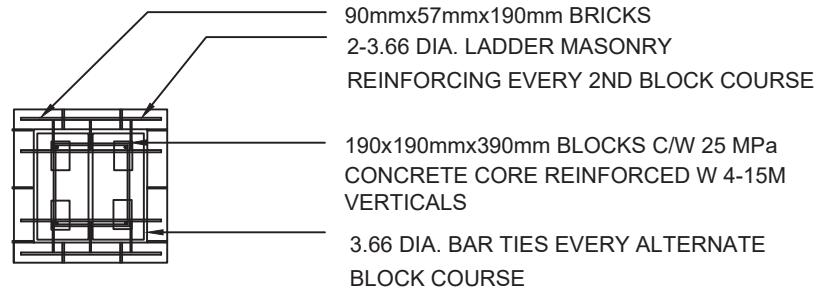 90mmx57mmx190mm BRICKS
2-3.66 DIA. LADDER MASONRY
REINFORCING EVERY 2ND BLOCK COURSE
190x190mmx390mm BLOCKS C/W 25 MPa
CONCRETE CORE REINFORCED W 4-15M
VERTICALS
3.66 DIA. BAR TIES EVERY ALTERNATE
BLOCK COURSE